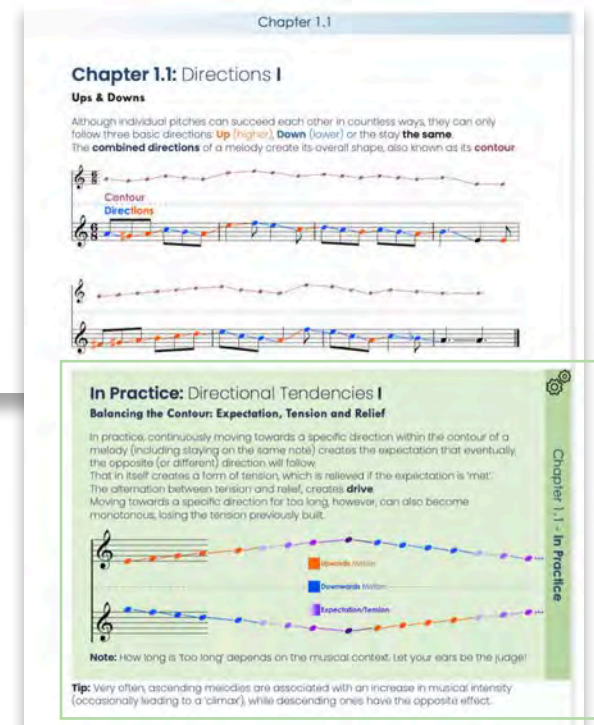 Chapter 1.1
Chapter 1.1: Directions I
Ups & Downs
Although individual pitches can succeed each other in countless ways, they can only
follow three basic directions: Up (higher), Down (lower) or the stay the same.
The combined directions of a melody create its overall shape, also known as its contour
Contour
Directions
In Practice: Directional Tendencies I
Balancing the Contour: Expectation, Tension and Relief
In practice, continuously moving towards a specific direction within the contour of a
melody (including staying on the same note) creates the expectation that eventually
the opposite (or different) direction will follow.
That in itself creates a form of tension, which is relieved if the expectation is 'met'.
The alternation between tension and relief, creates drive.
Moving towards a specific direction for too long, however, can also become
monotonous, losing the tension previously built.
Upwards Motion
Downwards Motion
Expectation/Tension
Note: How long is 'too long' depends on the musical context. Let your ears be the judge!
Chapter 1.1 - In Practice
Tip: Very often, ascending melodies are associated with an increase in musical intensity
(occasionally leading to a 'climax'), while descending ones have the opposite effect.